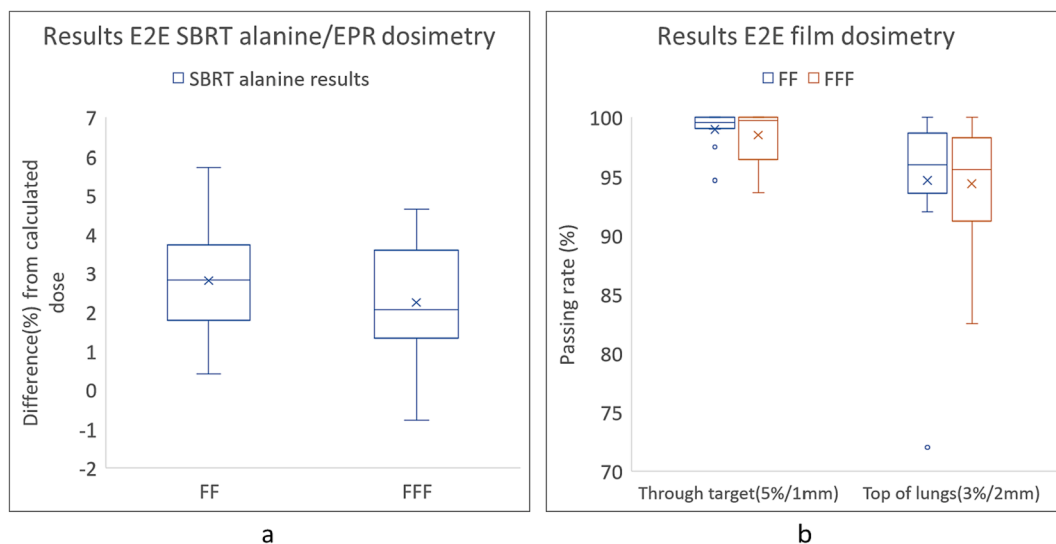 Results E2E SBRT alanine/EPR dosimetry
SBRT alanine results
Difference(%) from calculated
dose
7
6
5
4
3
2
1
0
-1
-2
FF
FFF
a
Results E2E film dosimetry
FF FFF
Passing rate (%)
100
95
90
85
80
75
70
Through target(5%/1mm)
Top of lungs(3%/2mm)
b